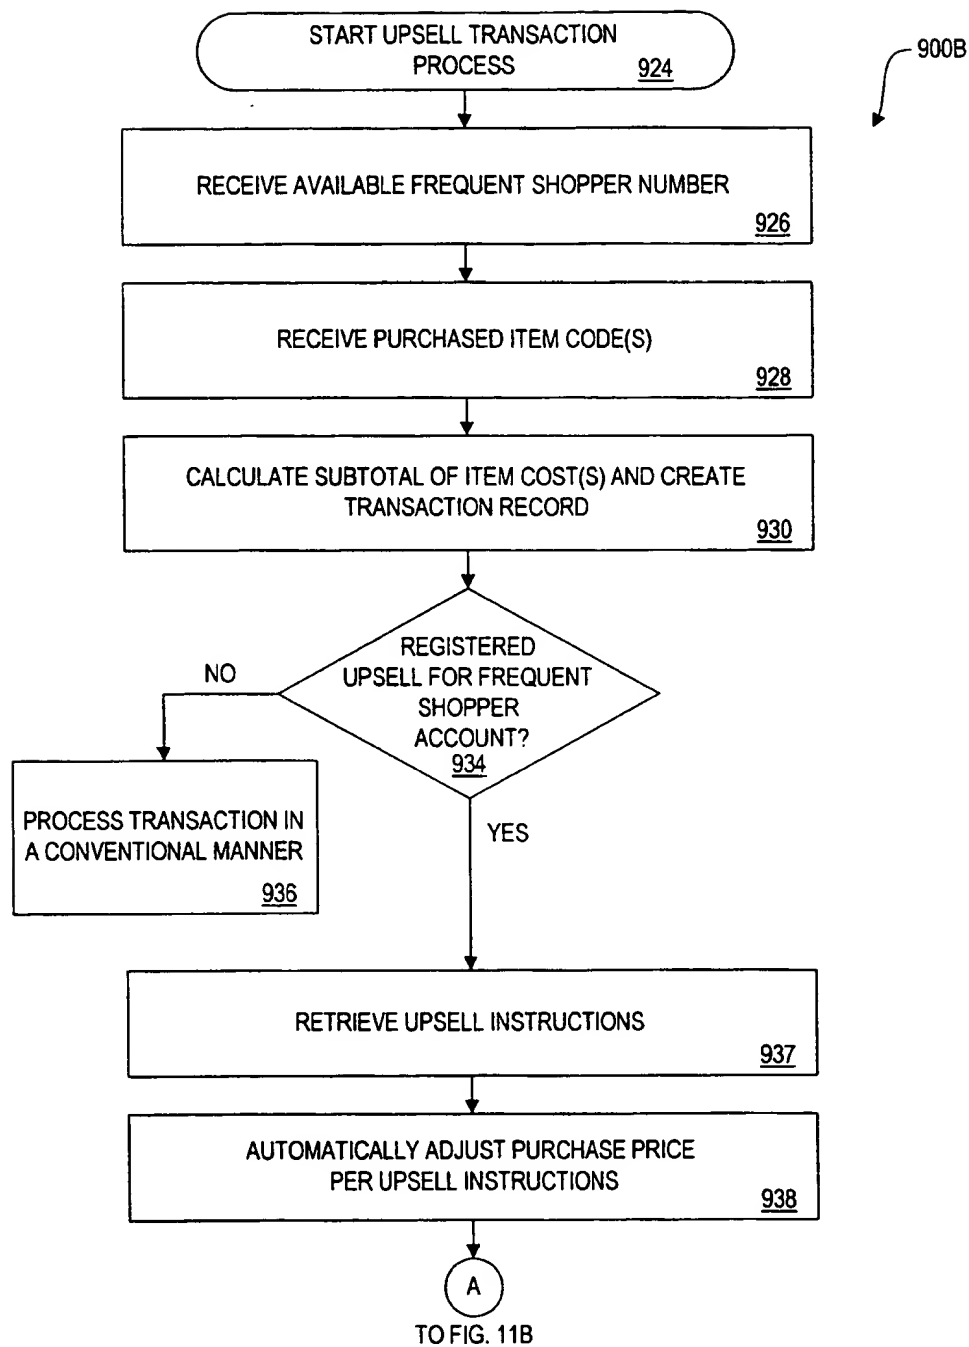 START UPSELL TRANSACTION
PROCESS
924
900B
RECEIVE AVAILABLE FREQUENT SHOPPER NUMBER
926
RECEIVE PURCHASED ITEM CODE(S)
928
CALCULATE SUBTOTAL OF ITEM COST(S) AND CREATE
TRANSACTION RECORD
930
REGISTERED
UPSELL FOR FREQUENT
SHOPPER
ACCOUNT?
934
NO
PROCESS TRANSACTION IN
A CONVENTIONAL MANNER
936
YES
RETRIEVE UPSELL INSTRUCTIONS
937
AUTOMATICALLY ADJUST PURCHASE PRICE
PER UPSELL INSTRUCTIONS
938
A
TO FIG. 11B